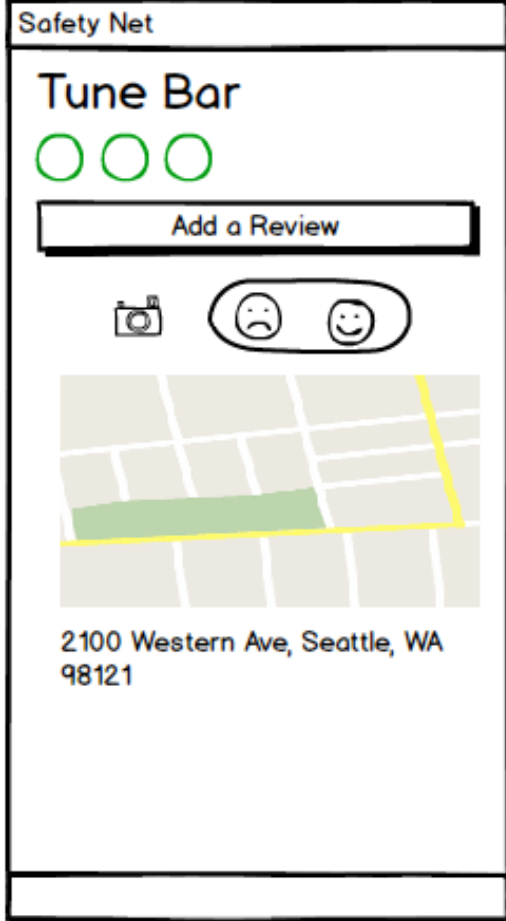 Safety Net
Tune Bar
Add a Review
2100 Western Ave, Seattle, WA
98121